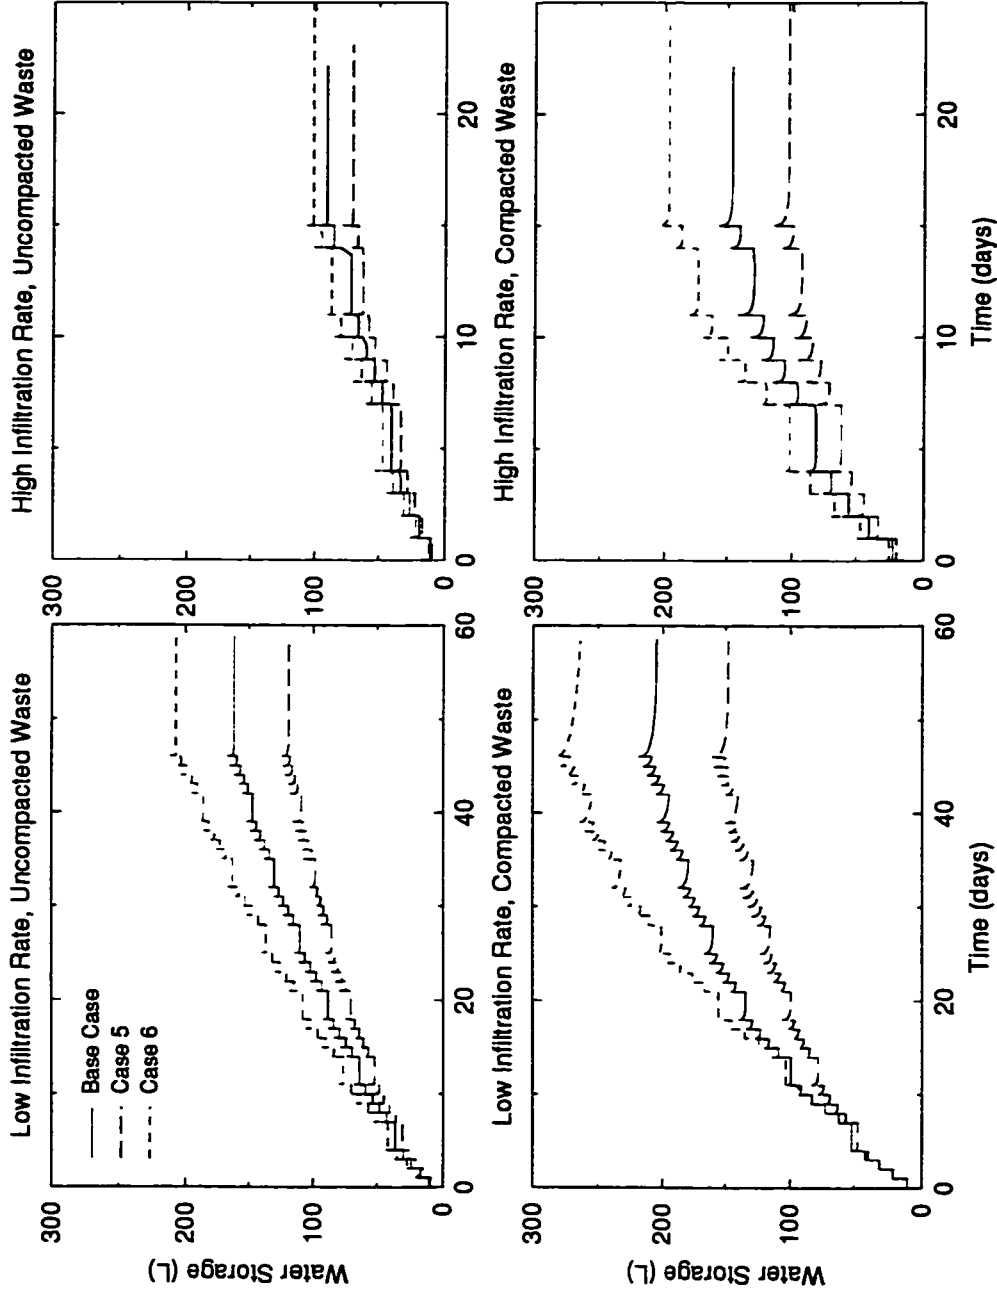 Low Infiltration Rate, Uncompacted Waste
300
200
100
0
Water Storage (L)
Base Case
Case 5
Case 6
0
20
40
60
High Infiltration Rate, Uncompacted Waste
300
200
100
0
0
10
20
Low Infiltration Rate, Compacted Waste
300
200
100
0
Water Storage (L)
0
20
40
60
Time (days)
High Infiltration Rate, Compacted Waste
300
200
100
0
0
10
20
Time (days)